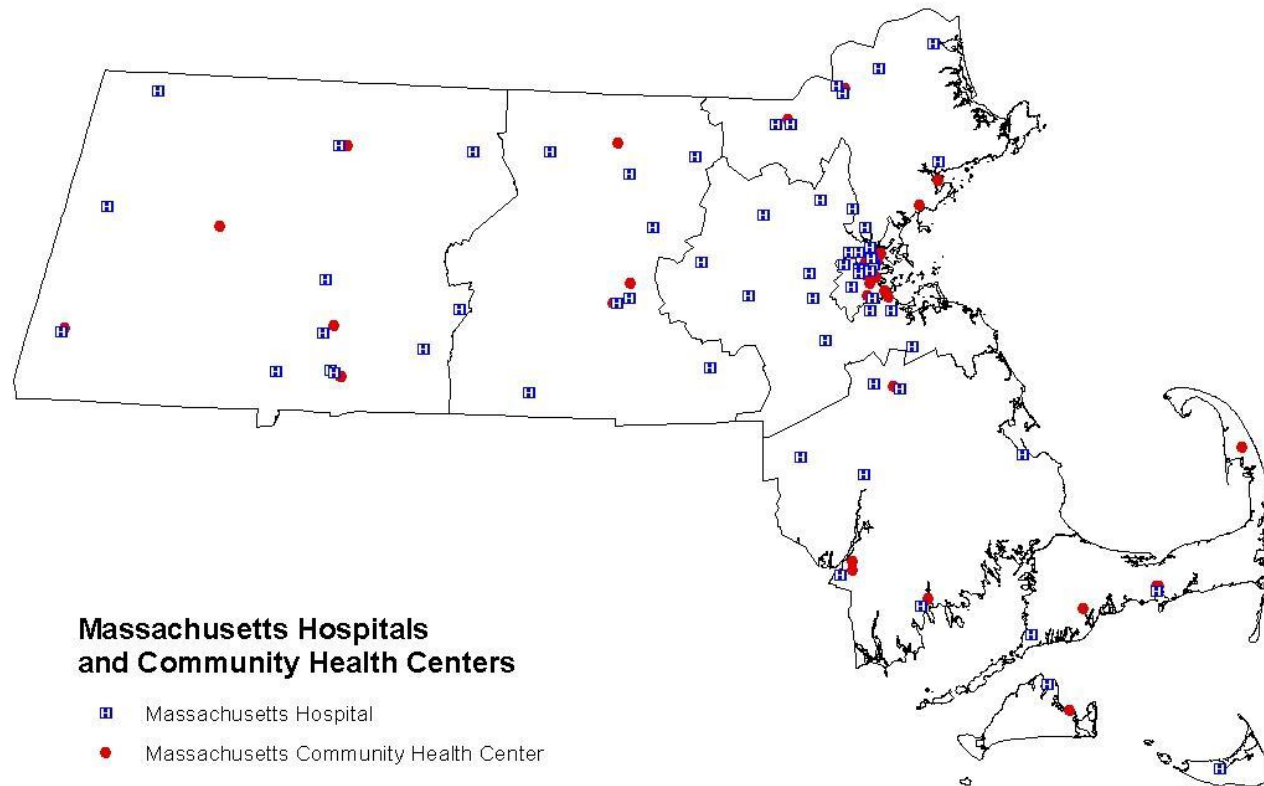 Massachusetts Hospitals
and Community Health Centers
H Massachusetts Hospital
Massachusetts Community Health Center